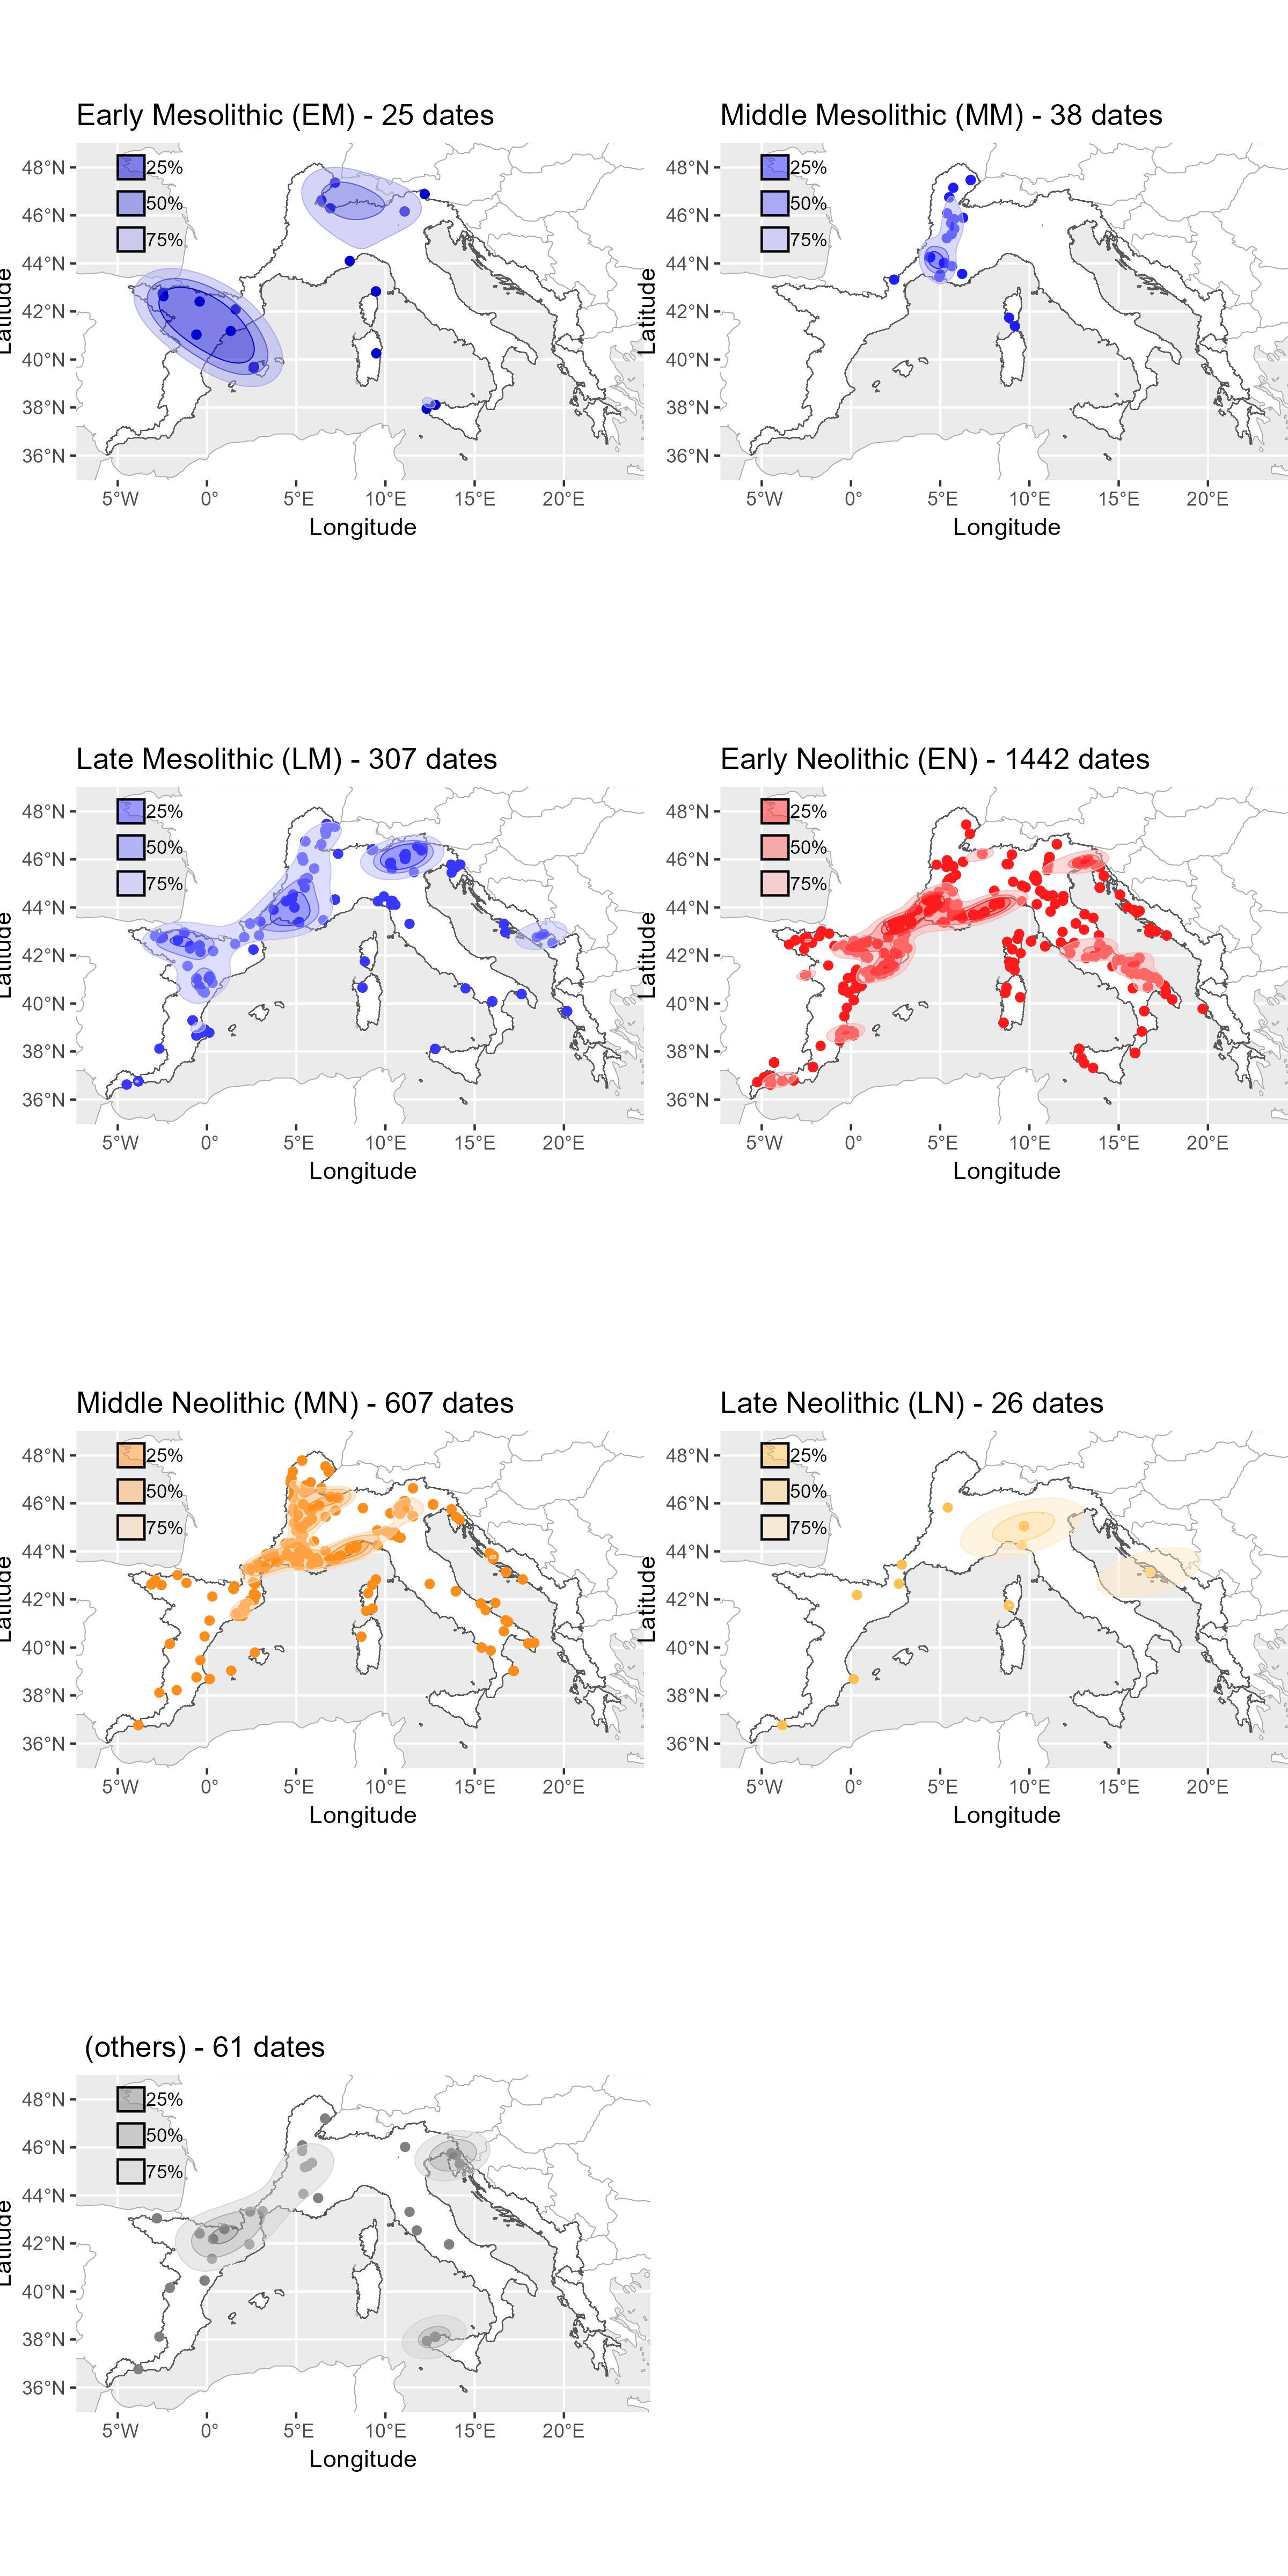 Early Mesolithic (EM) - 25 dates
25%
50%
75%
48°N
46°N
44°N
42°N
40°N
38°N
36°N
Latitude
5°W 0° 5°E 10°E 15°E 20°E
Longitude
Middle Mesolithic (MM) - 38 dates
25%
50%
75%
48°N
46°N
44°N
42°N
40°N
38°N
36°N
Latitude
5°W 0° 5°E 10°E 15°E 20°E
Longitude
Late Mesolithic (LM) - 307 dates
25%
50%
75%
48°N
46°N
44°N
42°N
40°N
38°N
36°N
Latitude
5°W 0° 5°E 10°E 15°E 20°E
Longitude
Early Neolithic (EN) - 1442 dates
25%
50%
75%
48°N
46°N
44°N
42°N
40°N
38°N
36°N
Latitude
5°W 0° 5°E 10°E 15°E 20°E
Longitude
Middle Neolithic (MN) - 607 dates
25%
50%
75%
48°N
46°N
44°N
42°N
40°N
38°N
36°N
Latitude
5°W 0° 5°E 10°E 15°E 20°E
Longitude
Late Neolithic (LN) - 26 dates
25%
50%
75%
48°N
46°N
44°N
42°N
40°N
38°N
36°N
Latitude
5°W 0° 5°E 10°E 15°E 20°E
Longitude
(others) - 61 dates
25%
50%
75%
48°N
46°N
44°N
42°N
40°N
38°N
36°N
Latitude
5°W 0° 5°E 10°E 15°E 20°E
Longitude